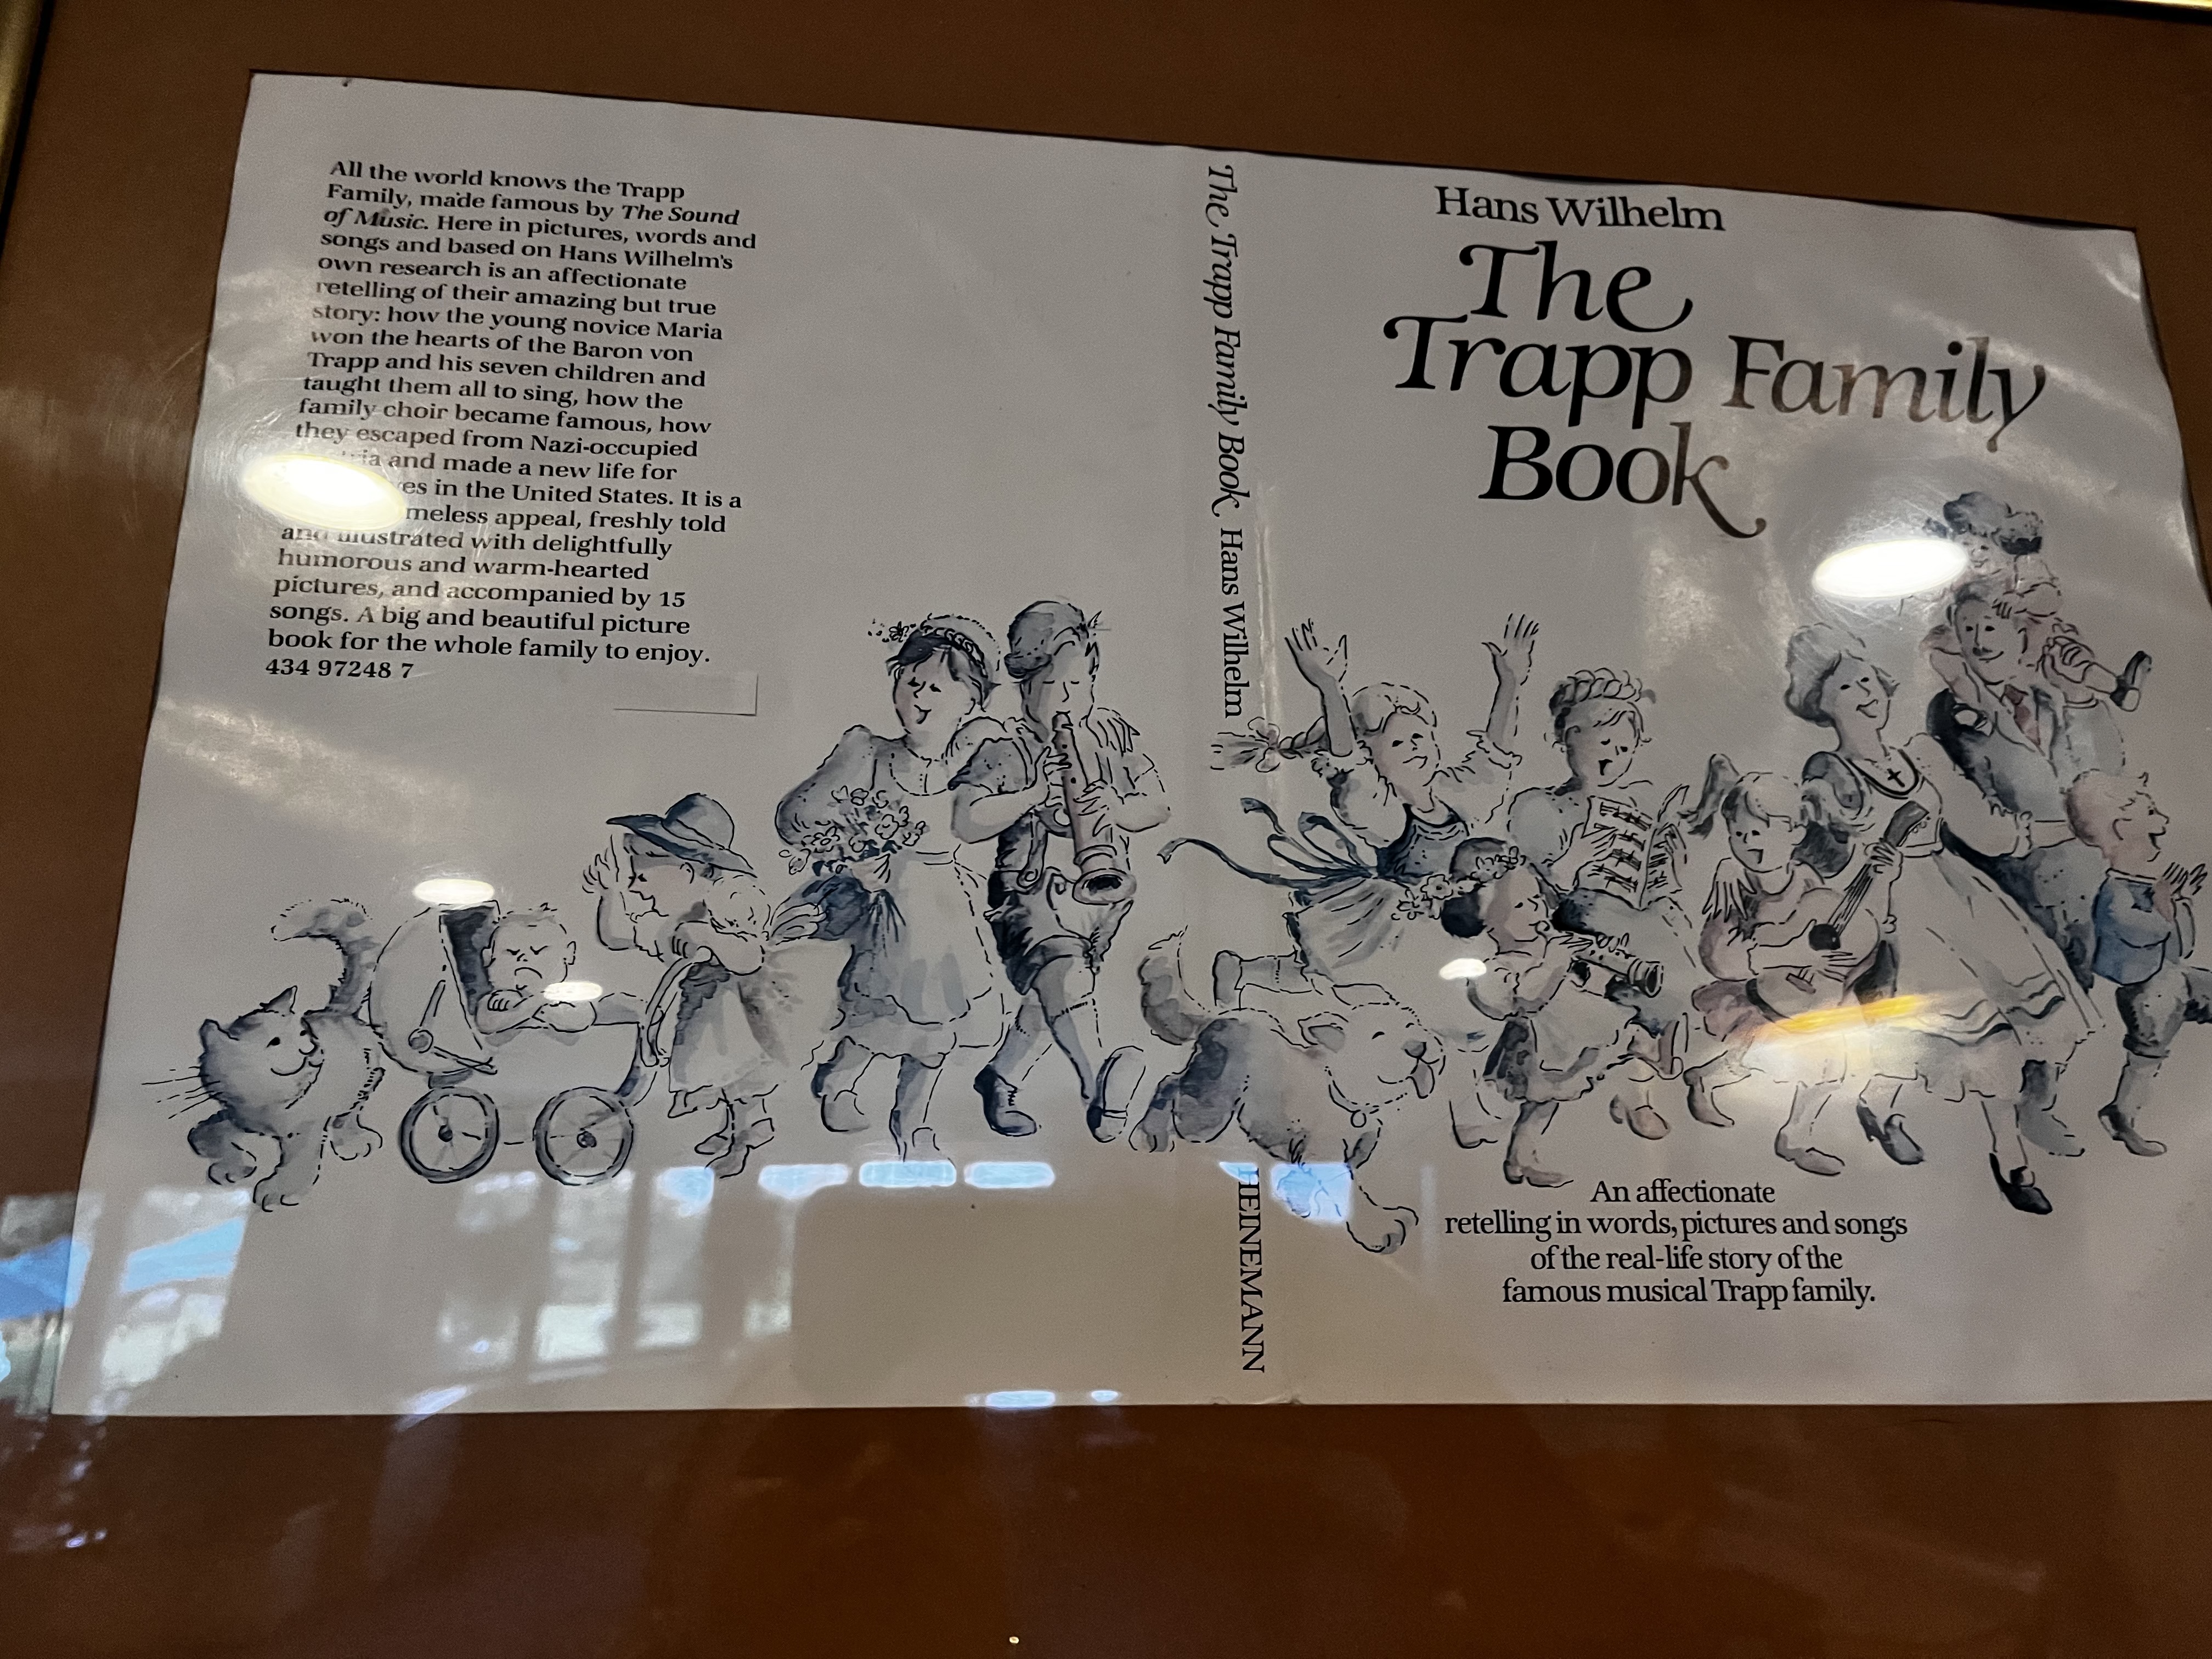 All the world knows the Trapp
Family, made famous by The Sound
of Music. Here in pictures, words and
songs and based on Hans Wilhelm's
own research is an affectionate
retelling of their amazing but true
story: how the young novice Maria
won the hearts of the Baron von
Trapp and his seven children and
taught them all to sing, how the
family choir became famous, how
they escaped from Nazi-occupied
and made a new life for
in the United States. It is a
appeal, freshly told
and illustrated with delightfully
humorous and warm-hearted
pictures, and accompanied by 15
songs. A big and beautiful picture
book for the whole family to enjoy.
434 97248 7
The Trapp Family Book Hans Wilhelm
HEINEMANN
Hans Wilhelm
The
Trapp Family
Book
An affectionate
retelling in words, pictures and songs
of the real-life story of the
famous musical Trapp family.